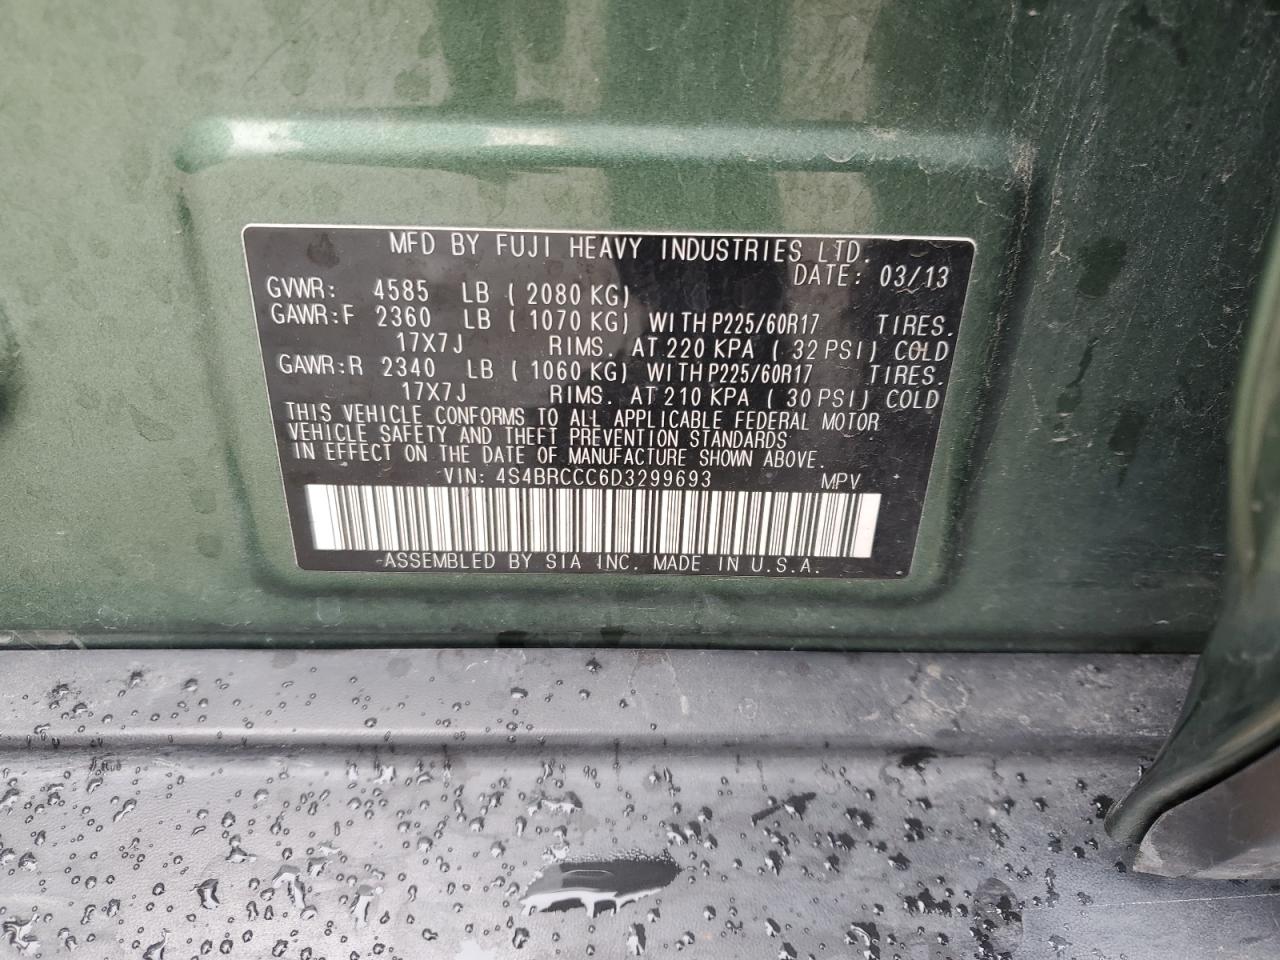 MFD BY FUJI HEAVY INDUSTRIES LTD.
DATE: 03/13
GVWR: 4585 LB ( 2080 KG)
GAWR:F 2360 LB ( 1070 KG) WITH P225/60R17 TIRES.
17X7J RIMS. AT 220 KPA ( 32 PSI) COLD
GAWR:R 2340 LB ( 1060 KG) WITH P225/60R17 TIRES.
17X7J RIMS. AT 210 KPA ( 30 PSI) COLD
THIS VEHICLE CONFORMS TO ALL APPLICABLE FEDERAL MOTOR
VEHICLE SAFETY AND THEFT PREVENTION STANDARDS
IN EFFECT ON THE DATE OF MANUFACTURE SHOWN ABOVE.
VIN: 4S4BRCCC6D3299693 MPV
ASSEMBLED BY SIA INC. MADE IN U.S.A.